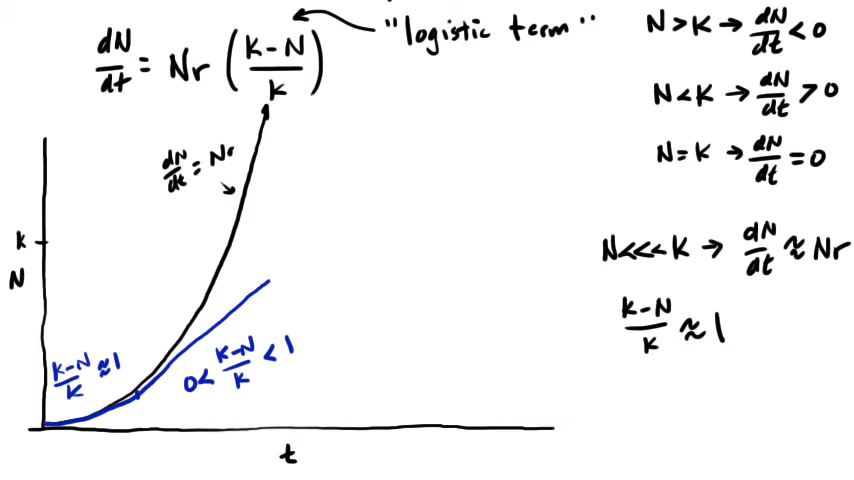 dN/dt = Nr (K-N/K)
"logistic term"
N > K → dN/dt < 0
N < K → dN/dt > 0
N = K → dN/dt = 0
N <<< K → dN/dt ≈ Nr
K-N/K ≈ 1
dN/dt = Nr
K
N
K-N/K ≈ 1
0 < K-N/K < 1
t